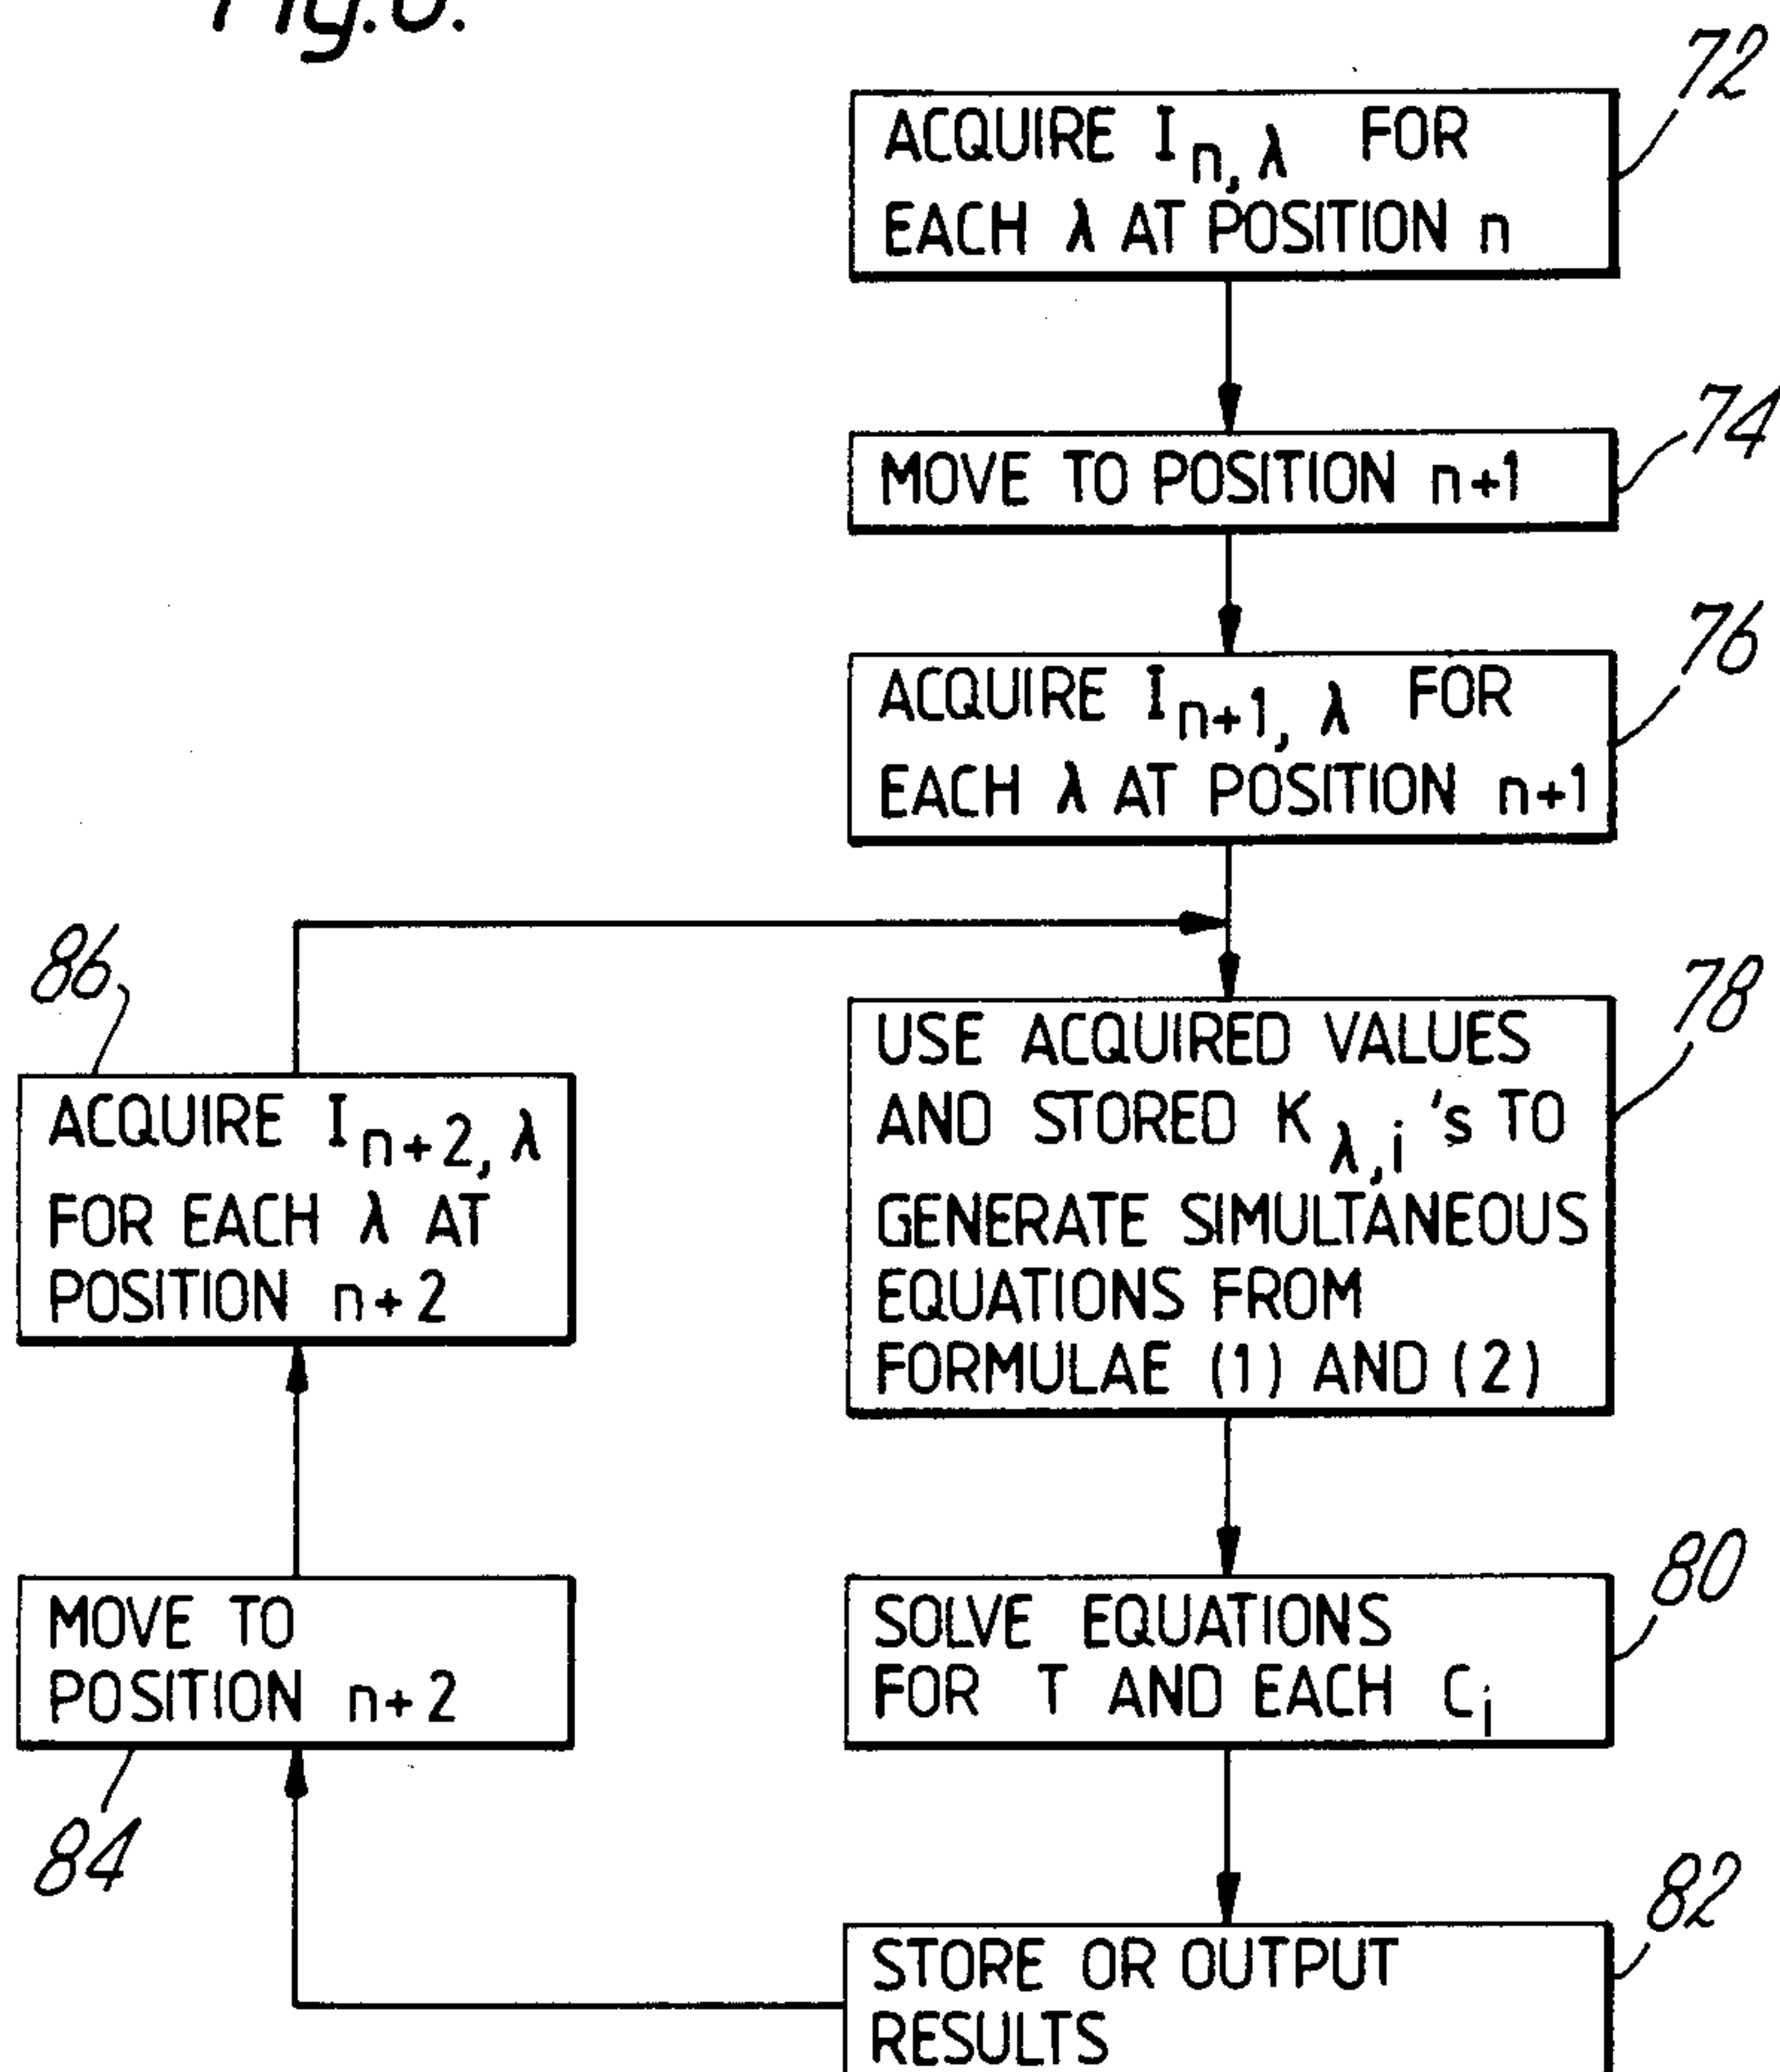 72
ACQUIRE I n, λ FOR
EACH λ AT POSITION n
74
MOVE TO POSITION n+1
76
ACQUIRE I n+1, λ FOR
EACH λ AT POSITION n+1
78
USE ACQUIRED VALUES
AND STORED K λ,i 's TO
GENERATE SIMULTANEOUS
EQUATIONS FROM
FORMULAE (1) AND (2)
80
SOLVE EQUATIONS
FOR T AND EACH C i
82
STORE OR OUTPUT
RESULTS
84
MOVE TO
POSITION n+2
86
ACQUIRE I n+2, λ
FOR EACH λ AT
POSITION n+2